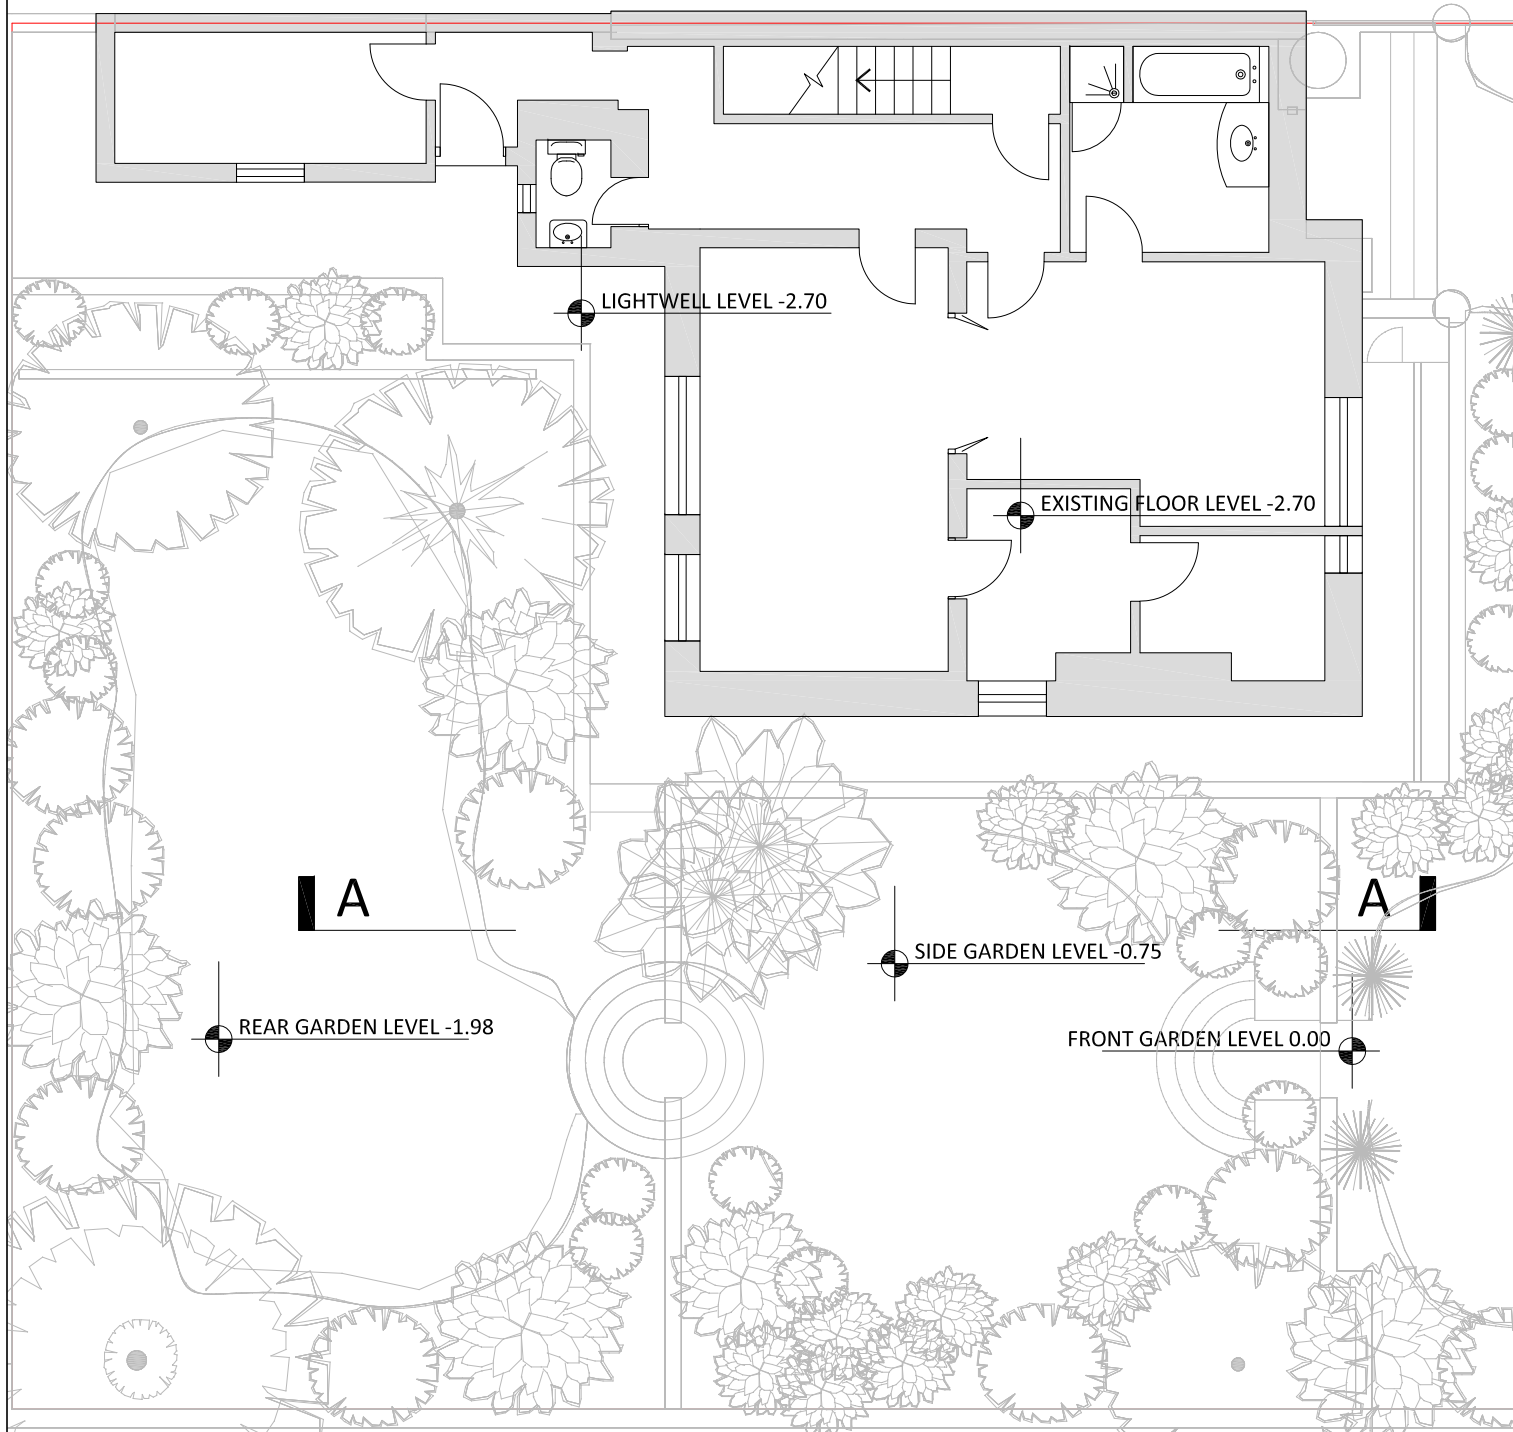 LIGHTWELL LEVEL -2.70
EXISTING FLOOR LEVEL -2.70
A
A
SIDE GARDEN LEVEL -0.75
REAR GARDEN LEVEL -1.98
FRONT GARDEN LEVEL 0.00